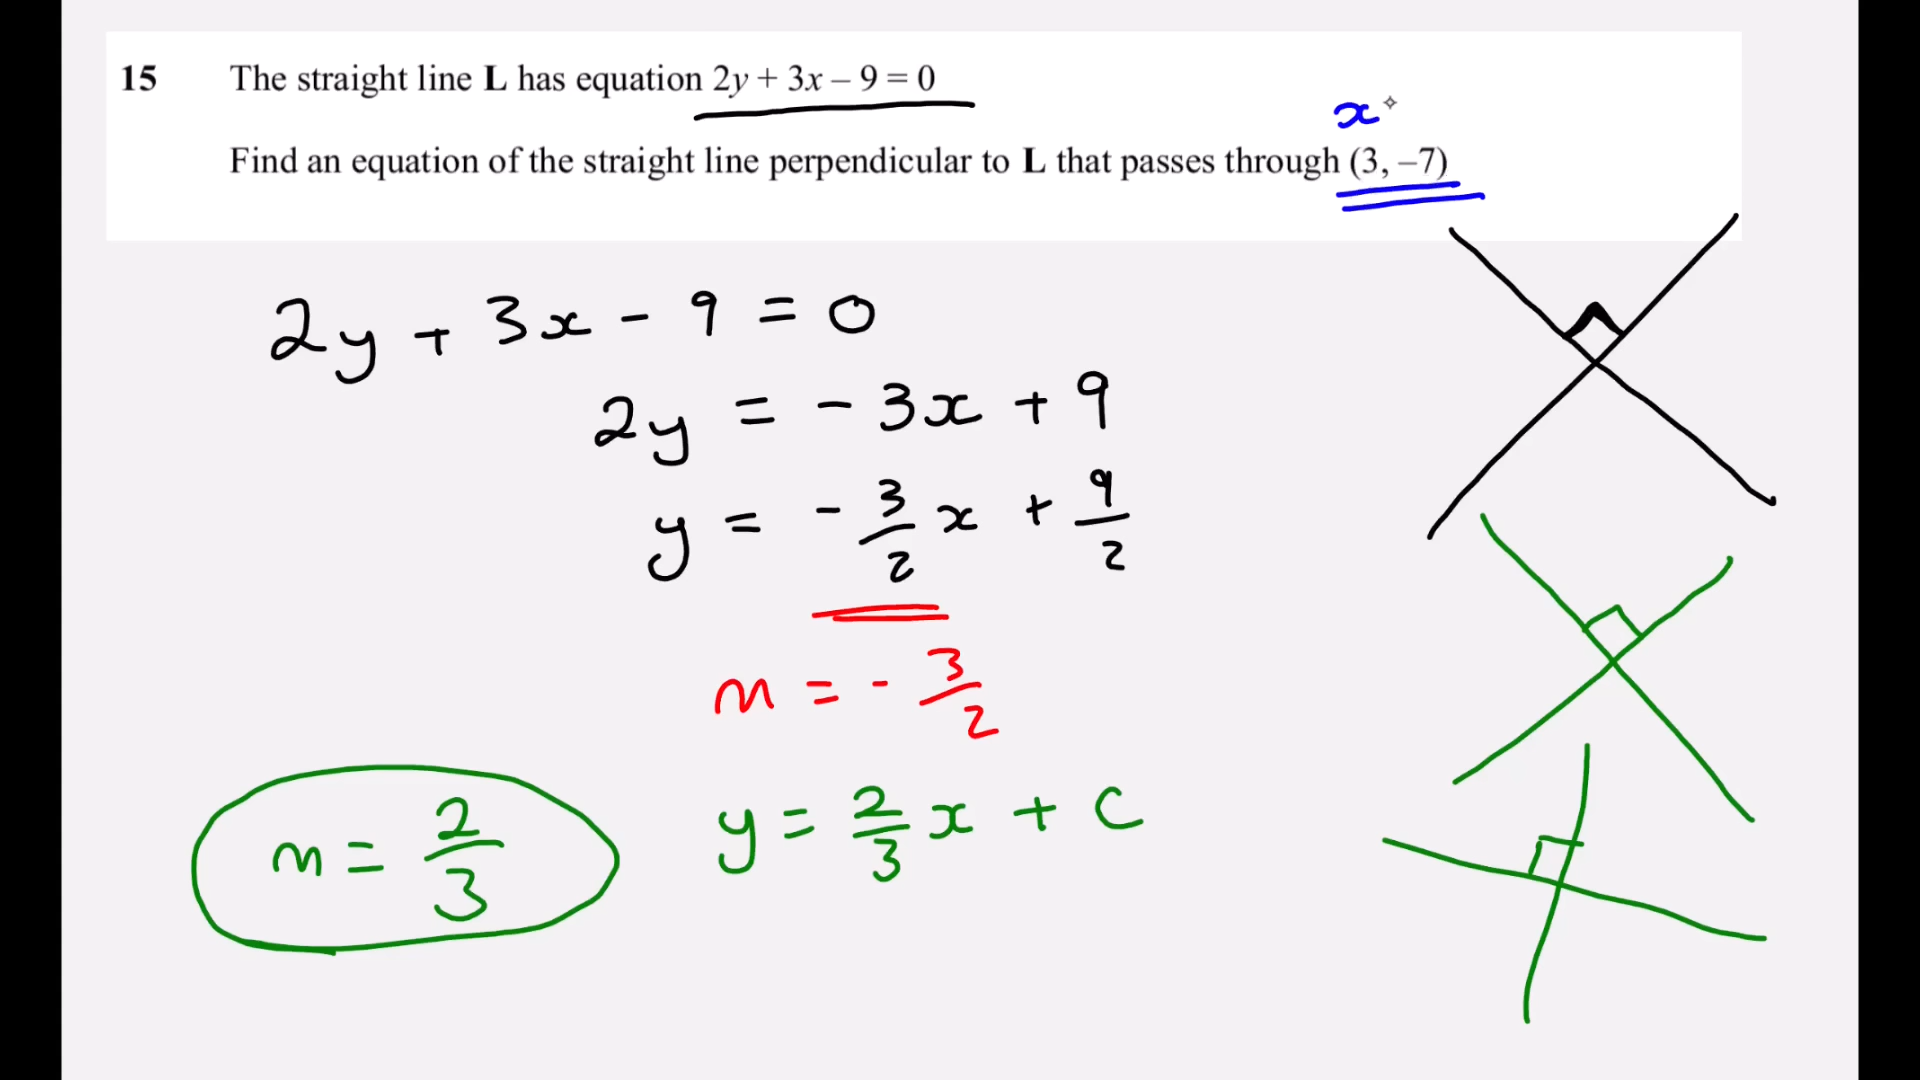 15 The straight line L has equation 2y + 3x – 9 = 0
x
Find an equation of the straight line perpendicular to L that passes through (3, –7)
2y + 3x - 9 = 0
2y = - 3x + 9
y = - 3/2 x + 9/2
m = - 3/2
m = 2/3
y = 2/3 x + c